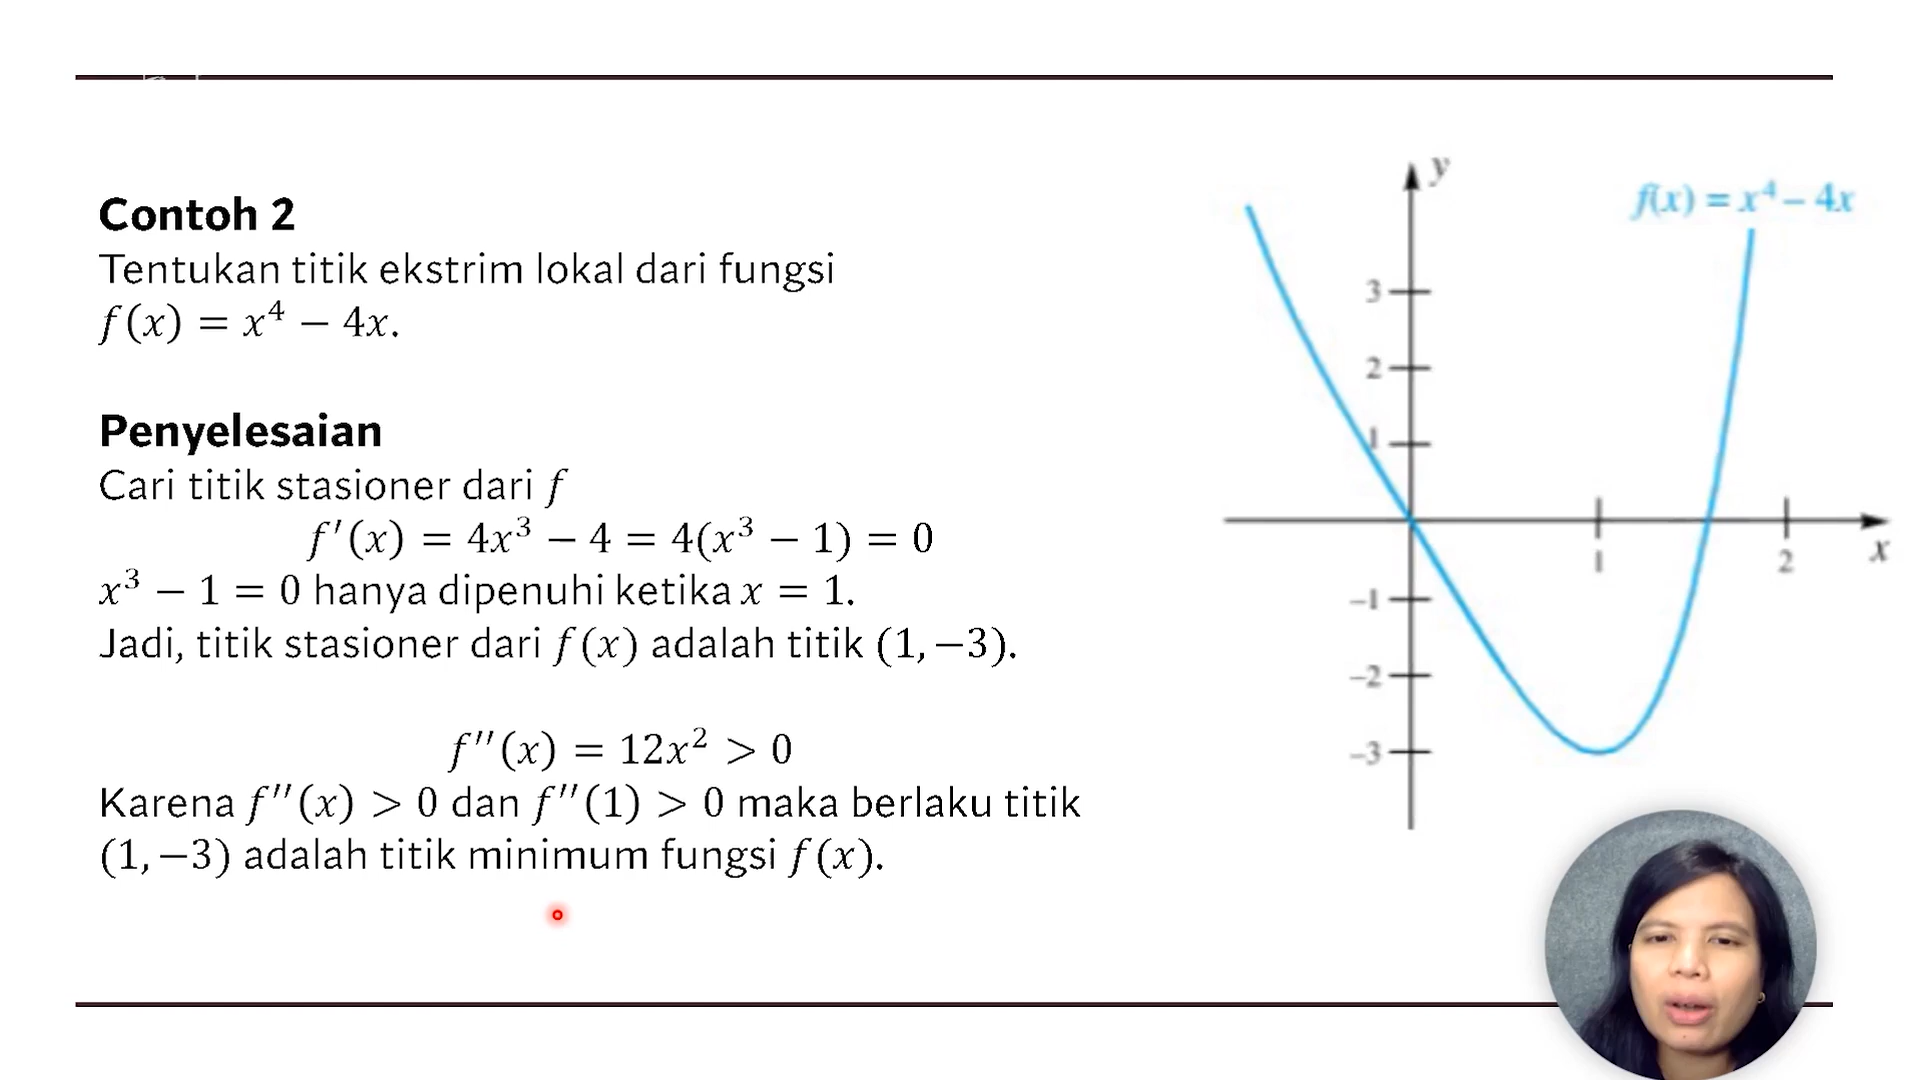 Contoh 2
Tentukan titik ekstrim lokal dari fungsi
f(x) = x⁴ − 4x.
Penyelesaian
Cari titik stasioner dari f
f′(x) = 4x³ − 4 = 4(x³ − 1) = 0
x³ − 1 = 0 hanya dipenuhi ketika x = 1.
Jadi, titik stasioner dari f(x) adalah titik (1, −3).
f″(x) = 12x² > 0
Karena f″(x) > 0 dan f″(1) > 0 maka berlaku titik
(1, −3) adalah titik minimum fungsi f(x).
y
f(x) = x⁴ − 4x
3
2
1
1
2
x
−1
−2
−3